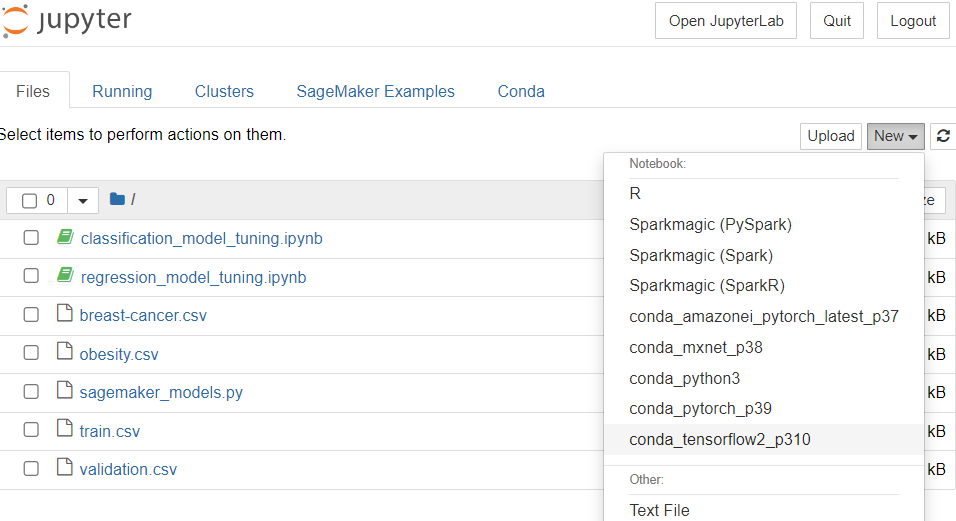 jupyter
Open JupyterLab Quit Logout
Files Running Clusters SageMaker Examples Conda
Select items to perform actions on them.
Upload New
Notebook:
0 /
R
Sparkmagic (PySpark)
Sparkmagic (Spark)
Sparkmagic (SparkR)
conda_amazonei_pytorch_latest_p37
conda_mxnet_p38
conda_python3
conda_pytorch_p39
conda_tensorflow2_p310
Other:
Text File
classification_model_tuning.ipynb kB
regression_model_tuning.ipynb kB
breast-cancer.csv kB
obesity.csv kB
sagemaker_models.py kB
train.csv kB
validation.csv kB